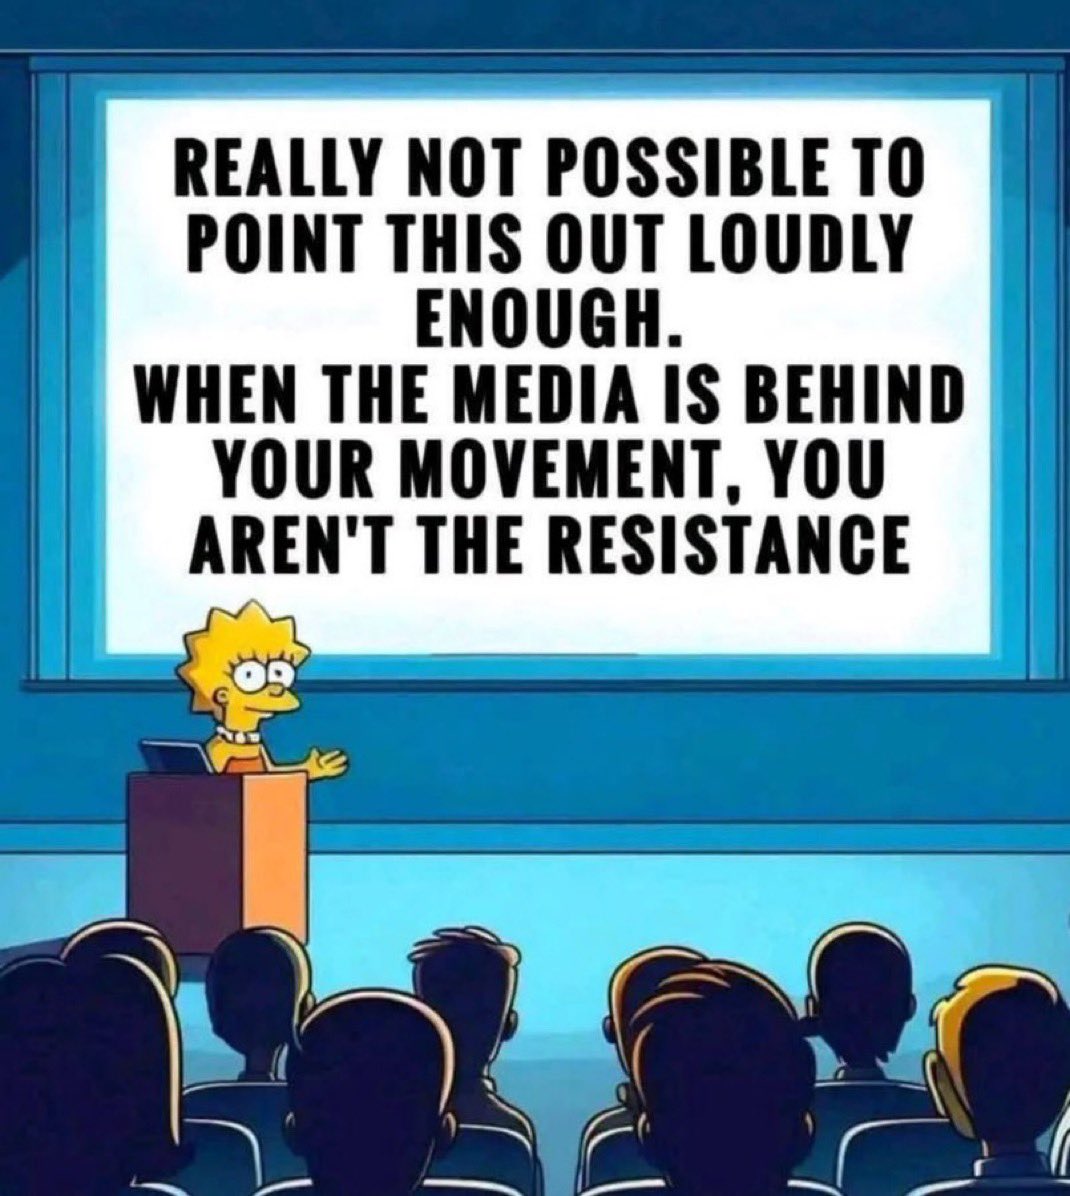 REALLY NOT POSSIBLE TO
POINT THIS OUT LOUDLY
ENOUGH.
WHEN THE MEDIA IS BEHIND
YOUR MOVEMENT, YOU
AREN'T THE RESISTANCE